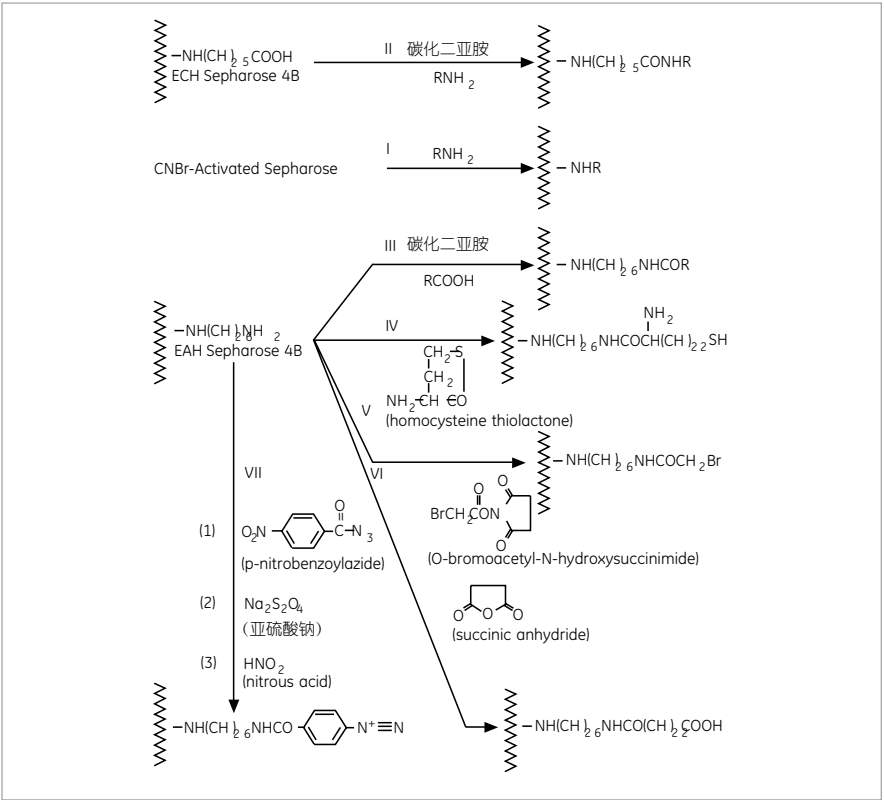 –NH(CH₂)₅COOH
ECH Sepharose 4B
II 碳化二亚胺
RNH₂
–NH(CH₂)₅CONHR
CNBr-Activated Sepharose
I
RNH₂
–NHR
III 碳化二亚胺
RCOOH
–NH(CH₂)₆NHCOR
–NH(CH₂)₆NH₂
EAH Sepharose 4B
IV
CH₂–S
CH₂
NH₂–CH–CO
(homocysteine thiolactone)
NH₂
–NH(CH₂)₆NHCOCH(CH₂)₂SH
V
–NH(CH₂)₆NHCOCH₂Br
VI
O
O
BrCH₂CON
O
(O-bromoacetyl-N-hydroxysuccinimide)
O O O
(succinic anhydride)
–NH(CH₂)₆NHCO(CH₂)₂COOH
VII
O
(1) O₂N C–N₃
(p-nitrobenzoylazide)
(2) Na₂S₂O₄
(亚硫酸钠)
(3) HNO₂
(nitrous acid)
–NH(CH₂)₆NHCO N⁺≡N